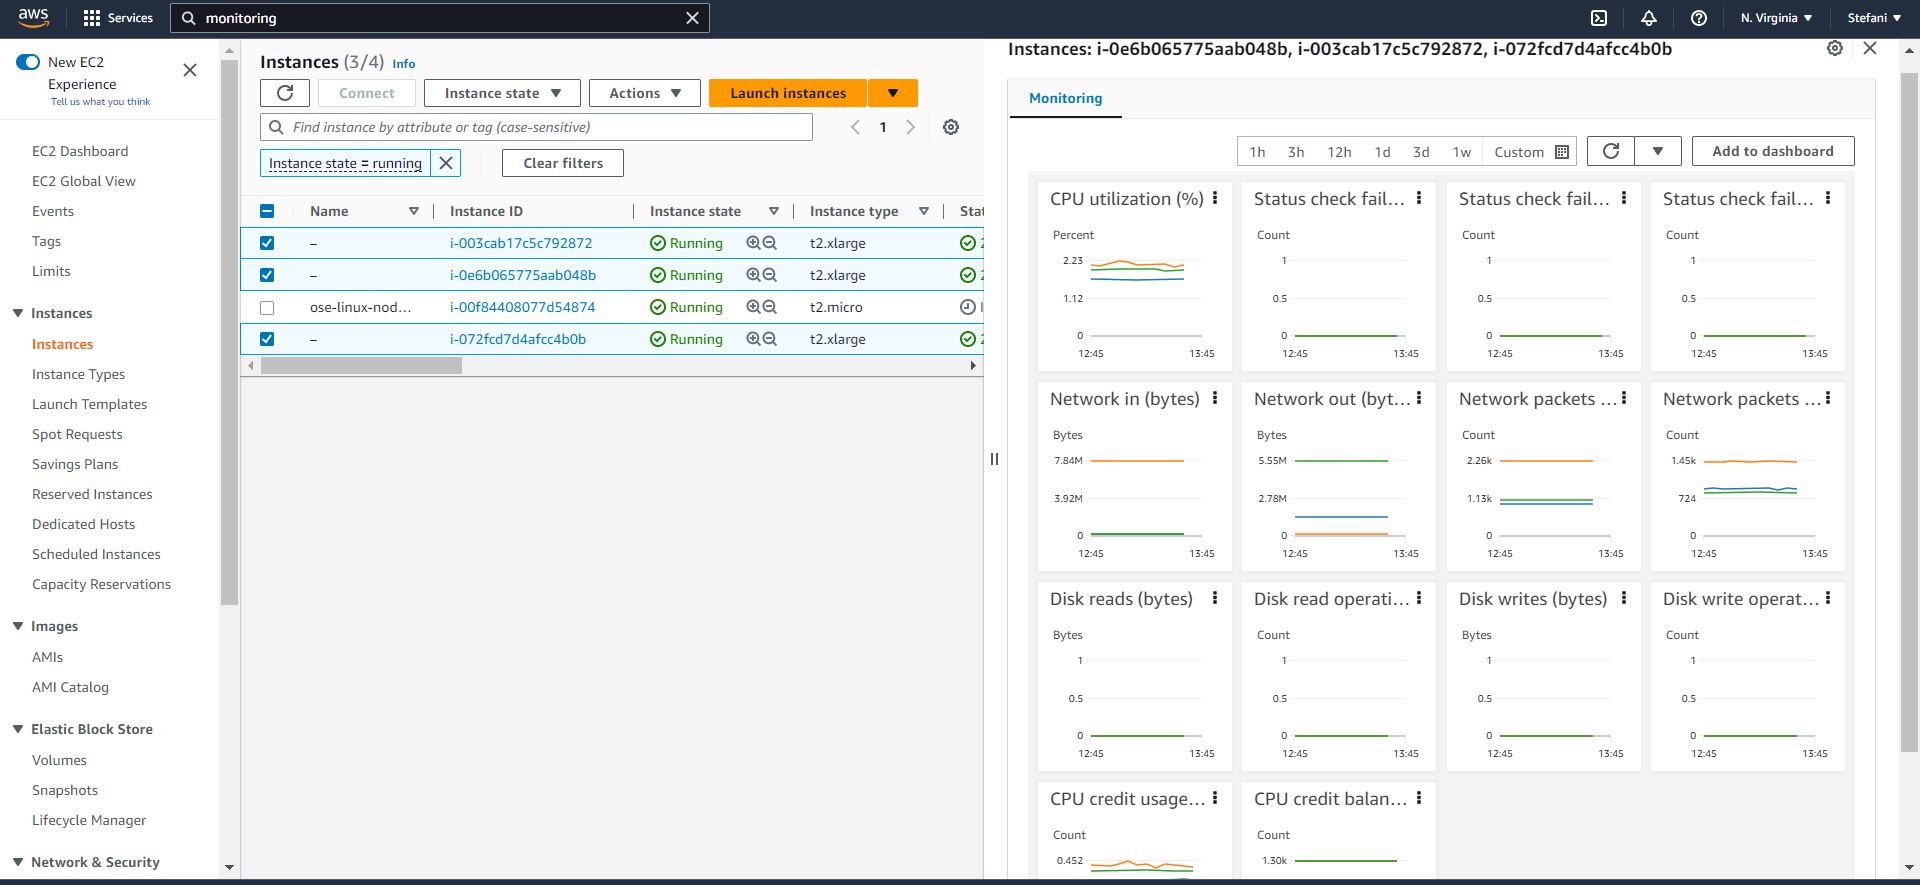 aws
Services
monitoring
N. Virginia
Stefani
New EC2
Experience
Tell us what you think
EC2 Dashboard
EC2 Global View
Events
Tags
Limits
Instances
Instances
Instance Types
Launch Templates
Spot Requests
Savings Plans
Reserved Instances
Dedicated Hosts
Scheduled Instances
Capacity Reservations
Images
AMIs
AMI Catalog
Elastic Block Store
Volumes
Snapshots
Lifecycle Manager
Network & Security
Instances (3/4) Info
Connect
Instance state
Actions
Launch instances
Find instance by attribute or tag (case-sensitive)
1
Instance state = running
Clear filters
Name Instance ID Instance state Instance type Stat
– i-003cab17c5c792872 Running t2.xlarge 2
– i-0e6b065775aab048b Running t2.xlarge 2
ose-linux-nod... i-00f84408077d54874 Running t2.micro
– i-072fcd7d4afcc4b0b Running t2.xlarge 2
Instances: i-0e6b065775aab048b, i-003cab17c5c792872, i-072fcd7d4afcc4b0b
Monitoring
1h 3h 12h 1d 3d 1w Custom
Add to dashboard
CPU utilization (%)
Percent
2.23
1.12
0
12:45 13:45
Status check fail...
Count
1
0.5
0
12:45 13:45
Status check fail...
Count
1
0.5
0
12:45 13:45
Status check fail...
Count
1
0.5
0
12:45 13:45
Network in (bytes)
Bytes
7.84M
3.92M
0
12:45 13:45
Network out (byt...
Bytes
5.55M
2.78M
0
12:45 13:45
Network packets ...
Count
2.26k
1.13k
0
12:45 13:45
Network packets ...
Count
1.45k
724
0
12:45 13:45
Disk reads (bytes)
Bytes
1
0.5
0
12:45 13:45
Disk read operati...
Count
1
0.5
0
12:45 13:45
Disk writes (bytes)
Bytes
1
0.5
0
12:45 13:45
Disk write operat...
Count
1
0.5
0
12:45 13:45
CPU credit usage...
Count
0.452
CPU credit balan...
Count
1.30k